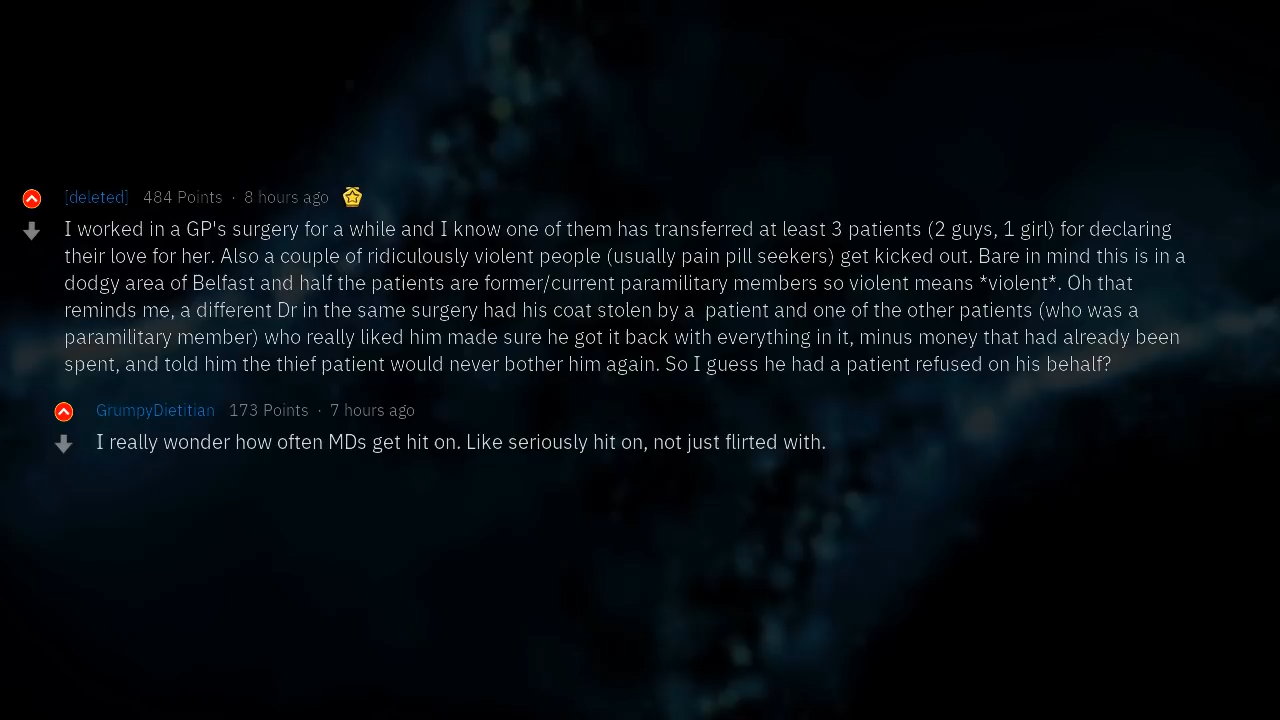 [deleted] 484 Points · 8 hours ago
I worked in a GP's surgery for a while and I know one of them has transferred at least 3 patients (2 guys, 1 girl) for declaring
their love for her. Also a couple of ridiculously violent people (usually pain pill seekers) get kicked out. Bare in mind this is in a
dodgy area of Belfast and half the patients are former/current paramilitary members so violent means *violent*. Oh that
reminds me, a different Dr in the same surgery had his coat stolen by a  patient and one of the other patients (who was a
paramilitary member) who really liked him made sure he got it back with everything in it, minus money that had already been
spent, and told him the thief patient would never bother him again. So I guess he had a patient refused on his behalf?
GrumpyDietitian 173 Points · 7 hours ago
I really wonder how often MDs get hit on. Like seriously hit on, not just flirted with.